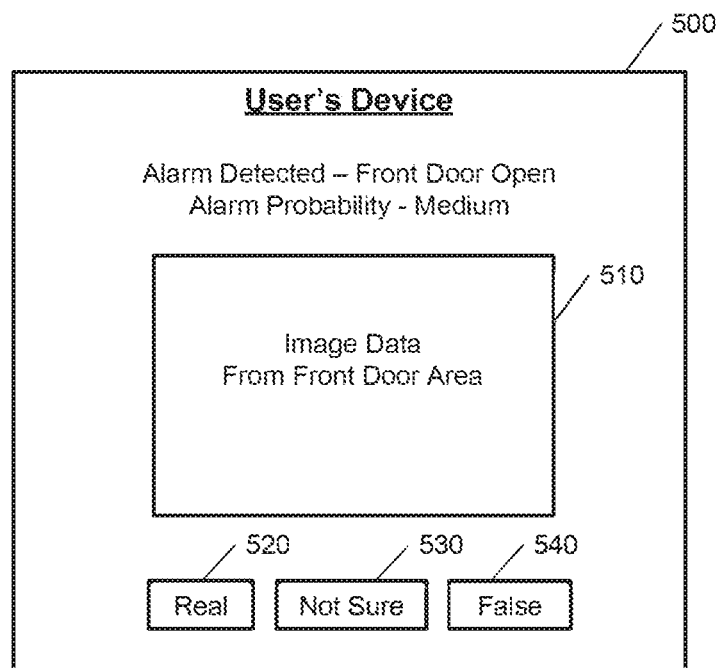 500
User's Device
Alarm Detected – Front Door Open
Alarm Probability - Medium
510
Image Data
From Front Door Area
520
530
540
Real
Not Sure
False